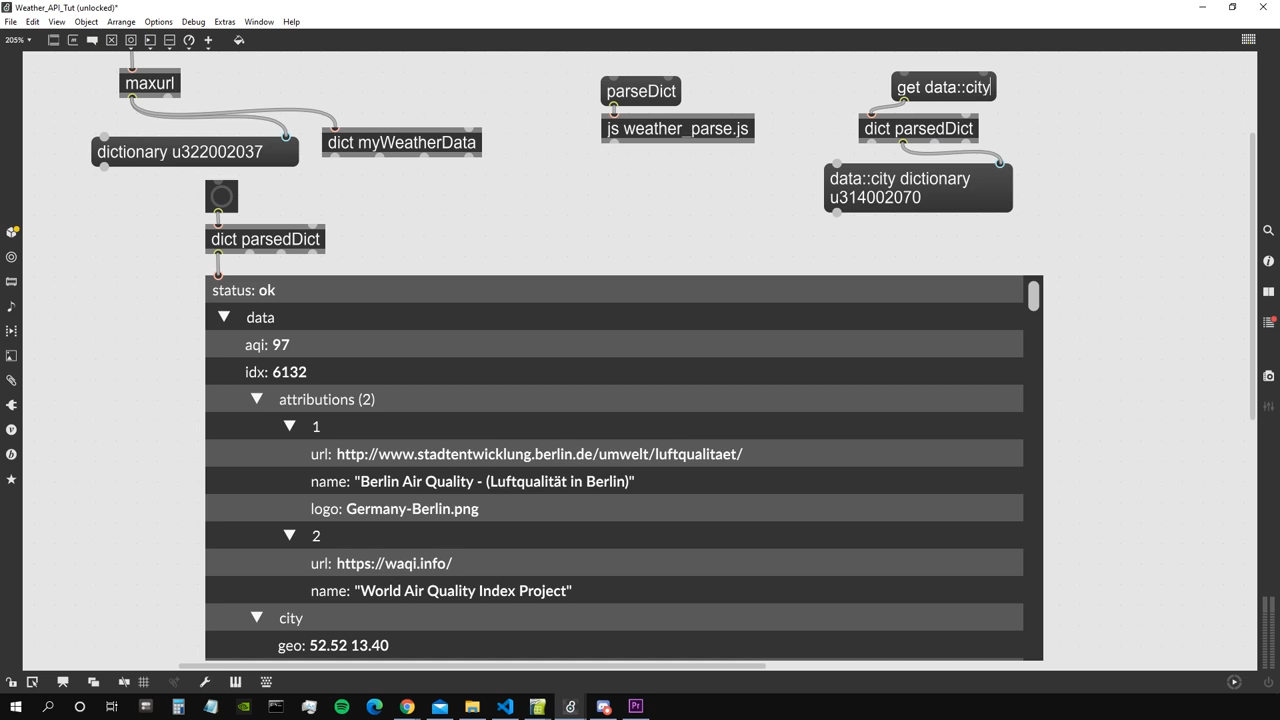 Weather_API_Tut (unlocked)*
File Edit View Object Arrange Options Debug Extras Window Help
205%
maxurl
parseDict
get data::city
dictionary u322002037
dict myWeatherData
js weather_parse.js
dict parsedDict
data::city dictionary
u314002070
dict parsedDict
status: ok
data
aqi: 97
idx: 6132
attributions (2)
1
url: http://www.stadtentwicklung.berlin.de/umwelt/luftqualitaet/
name: "Berlin Air Quality - (Luftqualität in Berlin)"
logo: Germany-Berlin.png
2
url: https://waqi.info/
name: "World Air Quality Index Project"
city
geo: 52.52 13.40
Pr